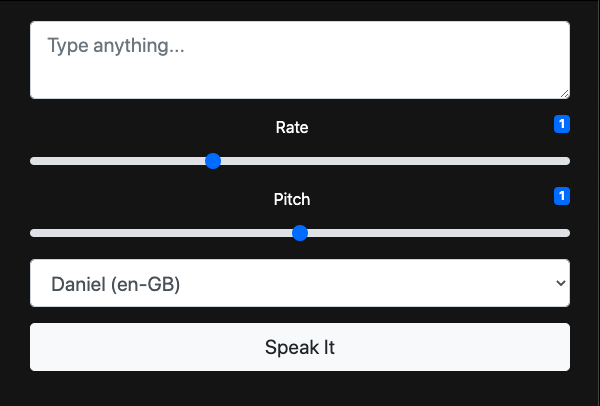 Type anything...
Rate 1
Pitch 1
Daniel (en-GB)
Speak It